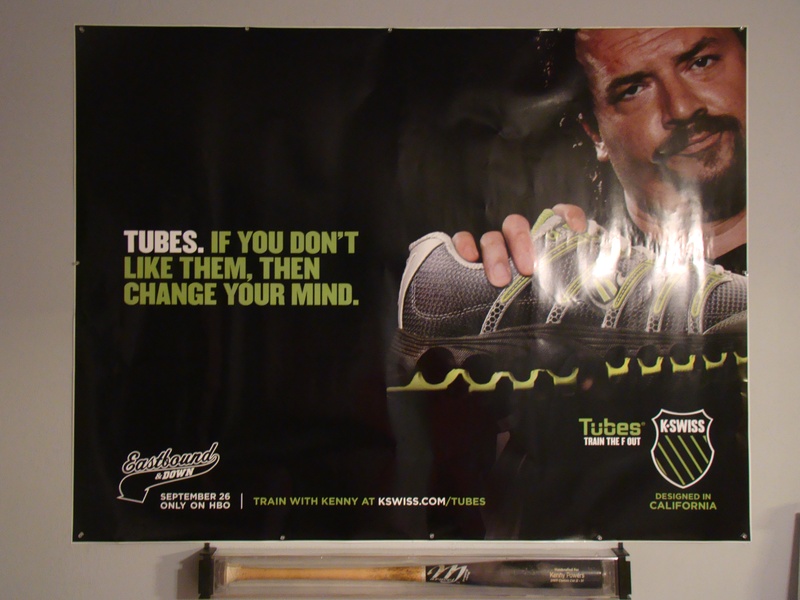 TUBES. IF YOU DON'T
LIKE THEM, THEN
CHANGE YOUR MIND.
Tubes
TRAIN THE F OUT
K•SWISS
DESIGNED IN
CALIFORNIA
Eastbound
& DOWN
SEPTEMBER 26
ONLY ON HBO
TRAIN WITH KENNY AT KSWISS.COM/TUBES
Kenny Powers